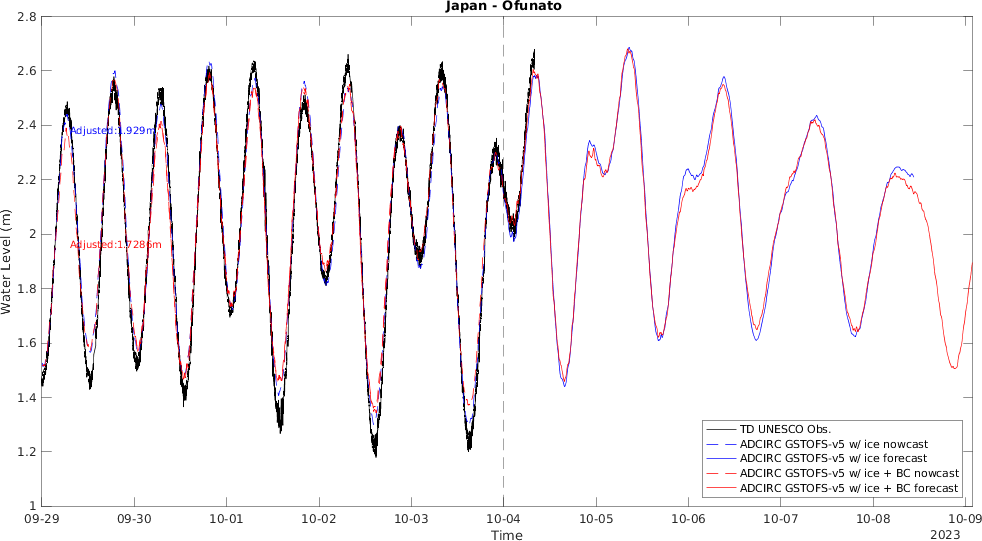 Japan - Ofunato
2.8
2.6
2.4
2.2
2
1.8
1.6
1.4
1.2
1
Water Level (m)
Adjusted:1.929m
Adjusted:1.7286m
TD UNESCO Obs.
ADCIRC GSTOFS-v5 w/ ice nowcast
ADCIRC GSTOFS-v5 w/ ice forecast
ADCIRC GSTOFS-v5 w/ ice + BC nowcast
ADCIRC GSTOFS-v5 w/ ice + BC forecast
09-29 09-30 10-01 10-02 10-03 10-04 10-05 10-06 10-07 10-08 10-09
Time
2023